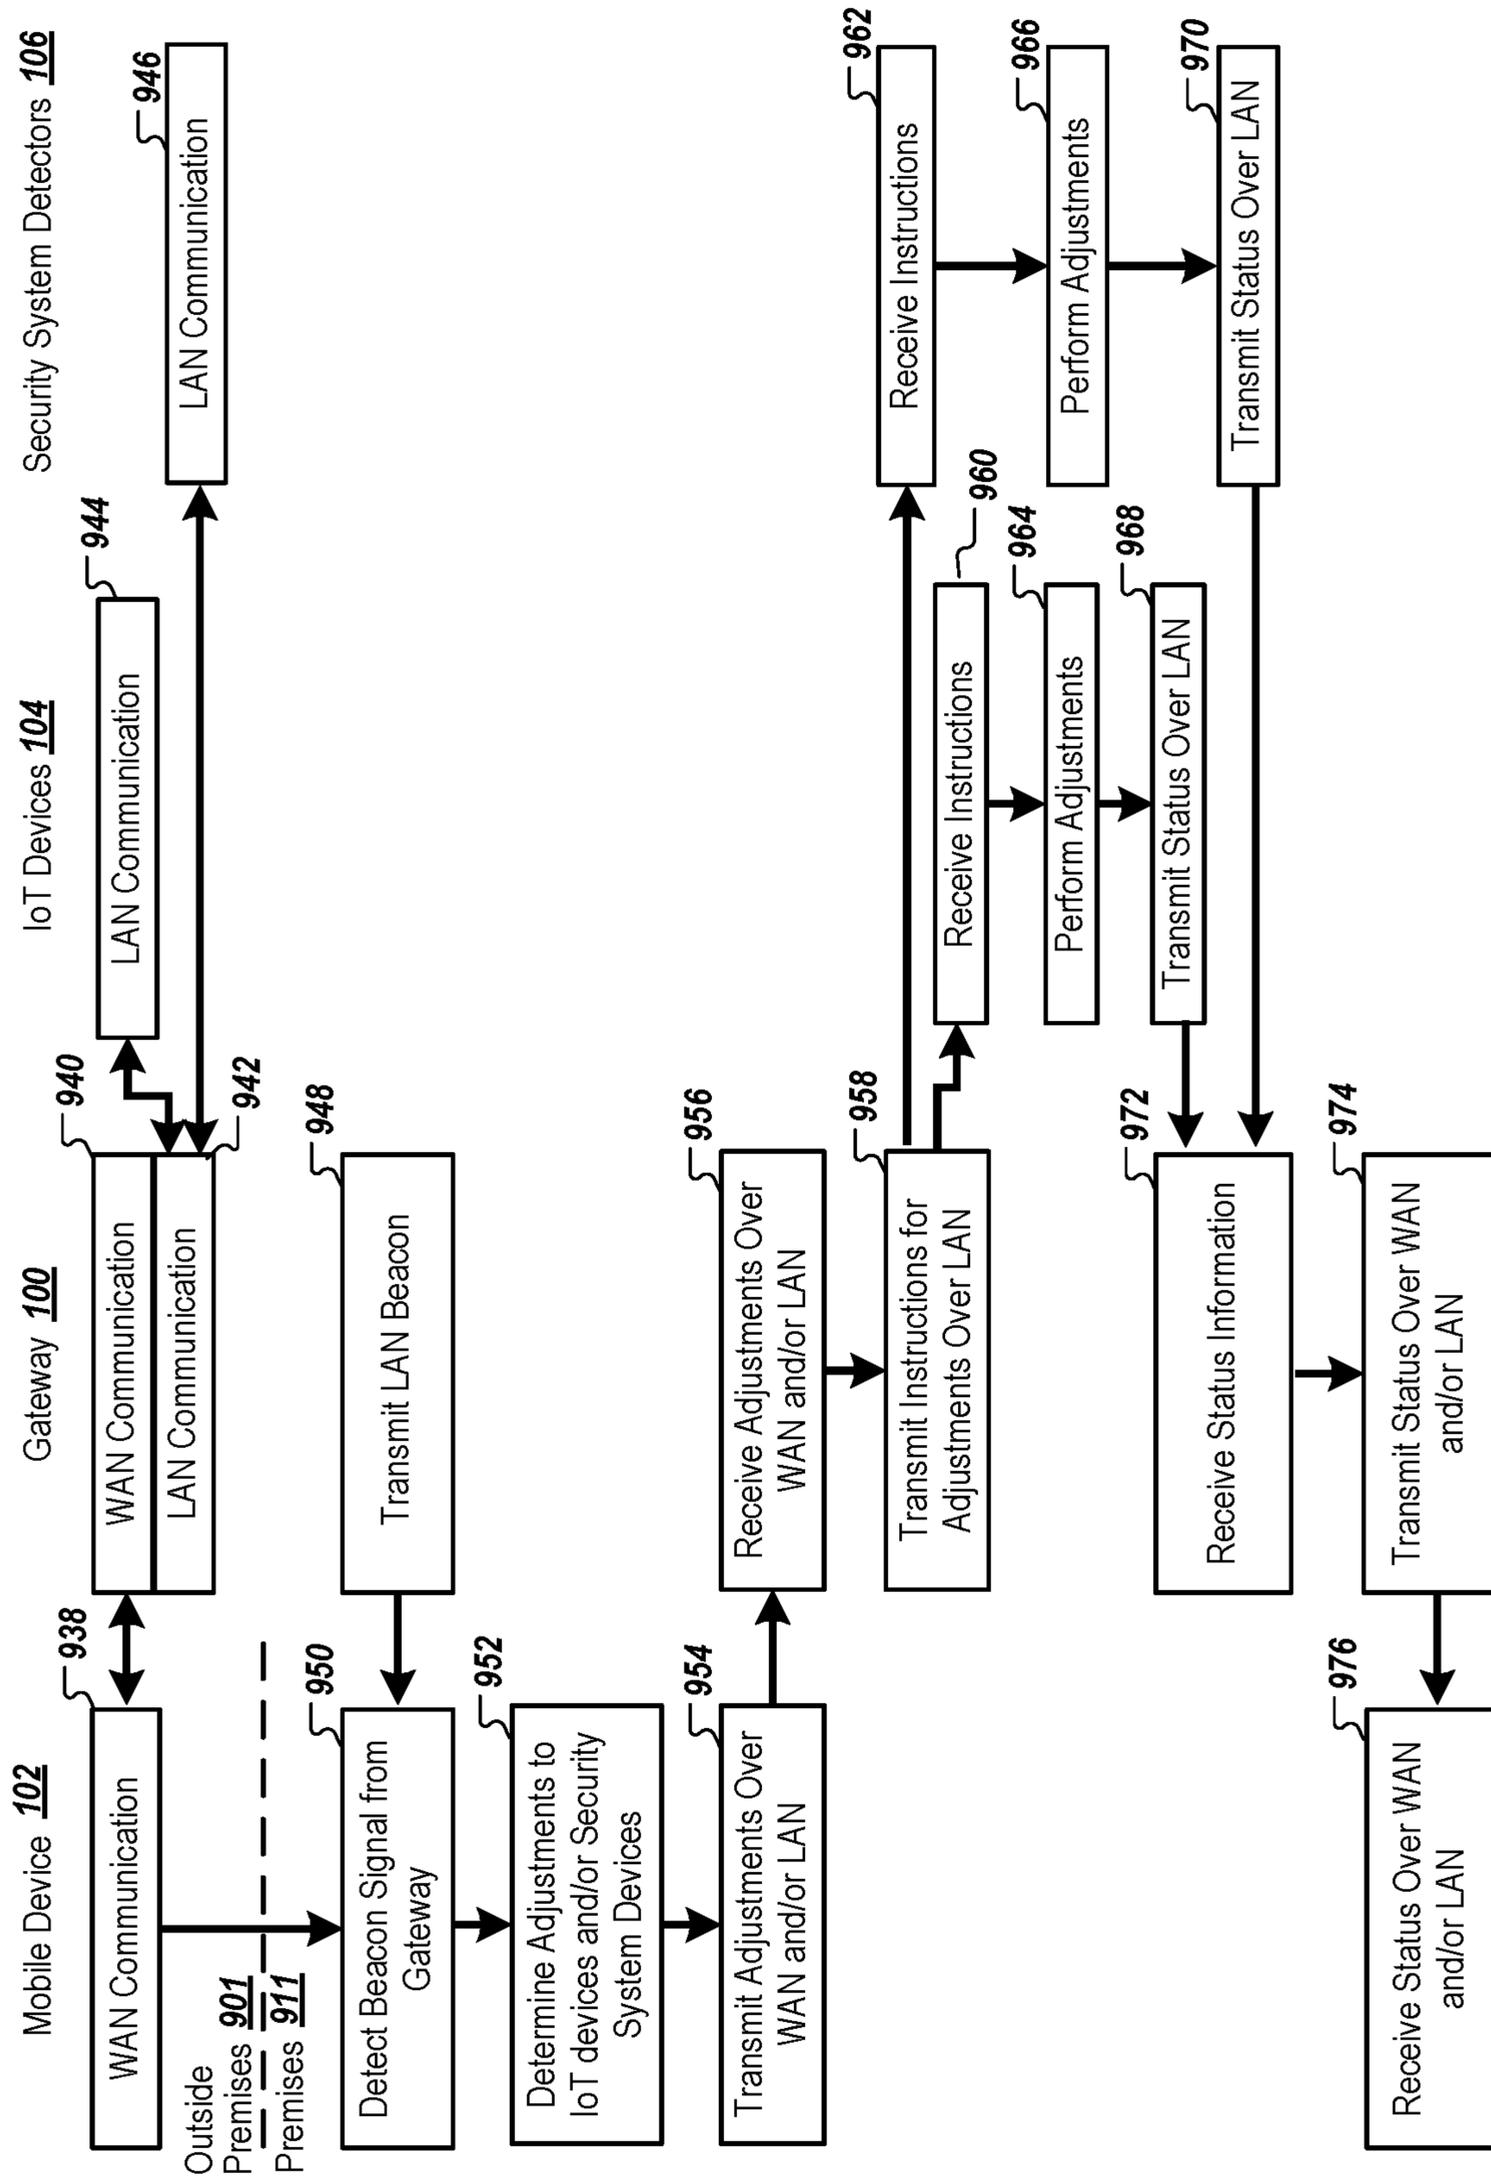 Mobile Device 102
Gateway 100
IoT Devices 104
Security System Detectors 106
938
WAN Communication
940
WAN Communication
LAN Communication
942
944
LAN Communication
946
LAN Communication
Outside
Premises 901
Premises 911
950
Detect Beacon Signal from
Gateway
948
Transmit LAN Beacon
952
Determine Adjustments to
IoT devices and/or Security
System Devices
954
Transmit Adjustments Over
WAN and/or LAN
956
Receive Adjustments Over
WAN and/or LAN
958
Transmit Instructions for
Adjustments Over LAN
962
Receive Instructions
960
Receive Instructions
964
Perform Adjustments
966
Perform Adjustments
968
Transmit Status Over LAN
970
Transmit Status Over LAN
972
Receive Status Information
974
Transmit Status Over WAN
and/or LAN
976
Receive Status Over WAN
and/or LAN